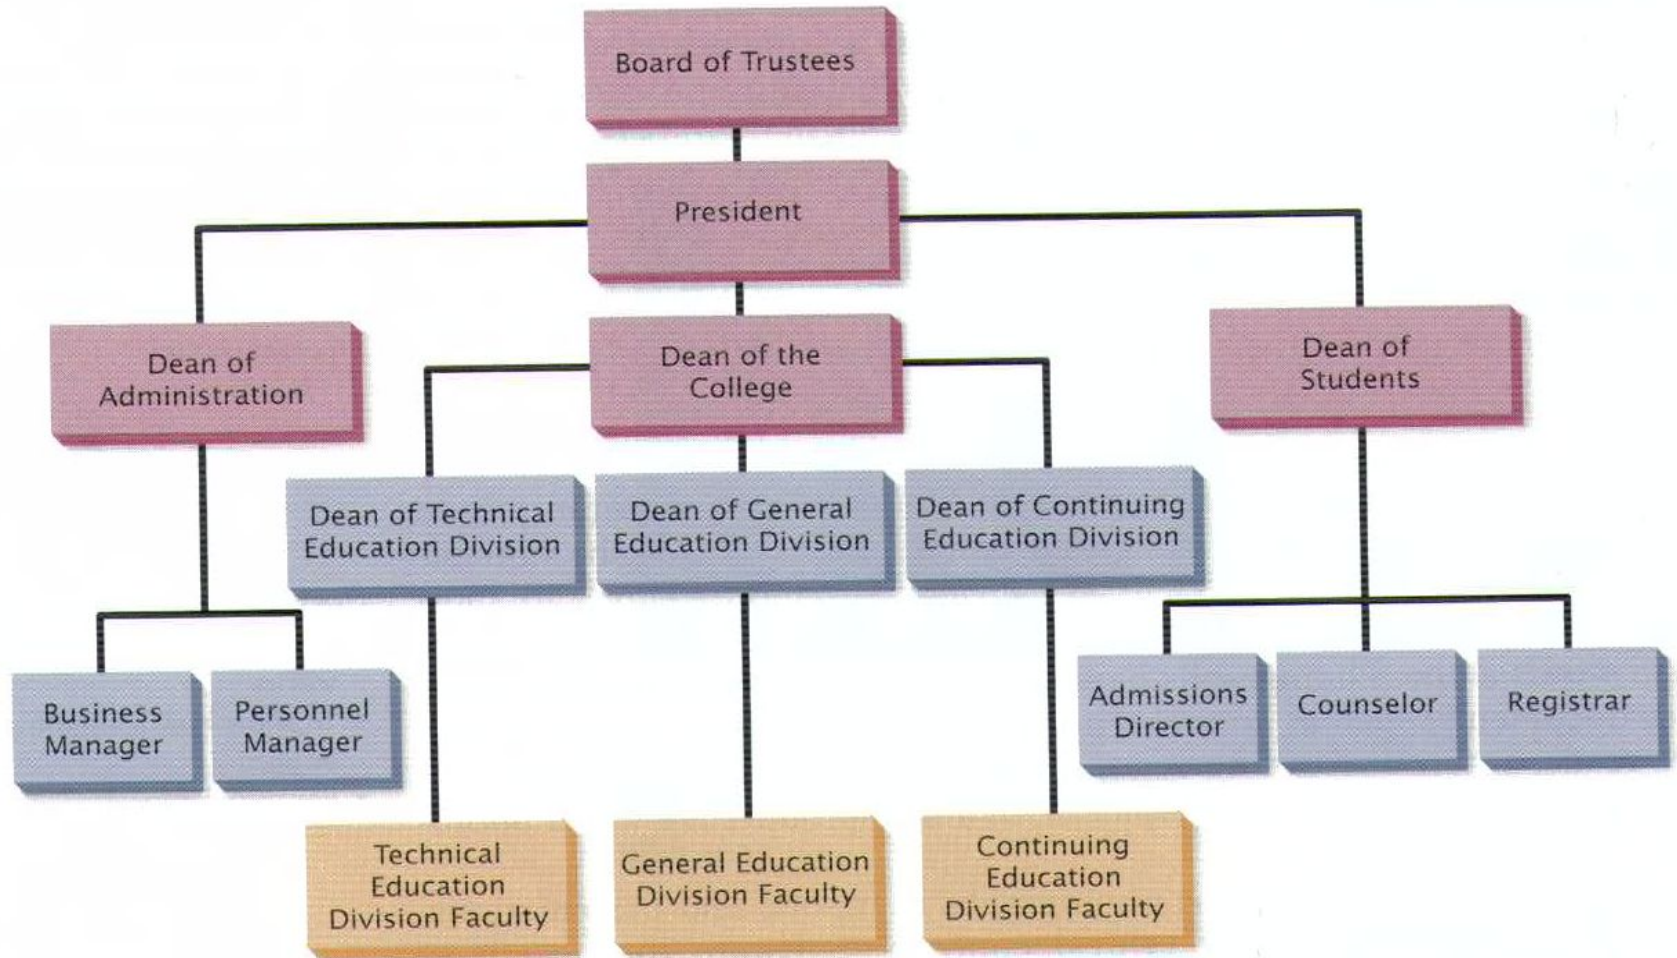 Board of Trustees
President
Dean of
Administration
Dean of the
College
Dean of
Students
Dean of Technical
Education Division
Dean of General
Education Division
Dean of Continuing
Education Division
Business
Manager
Personnel
Manager
Admissions
Director
Counselor
Registrar
Technical
Education
Division Faculty
General Education
Division Faculty
Continuing
Education
Division Faculty